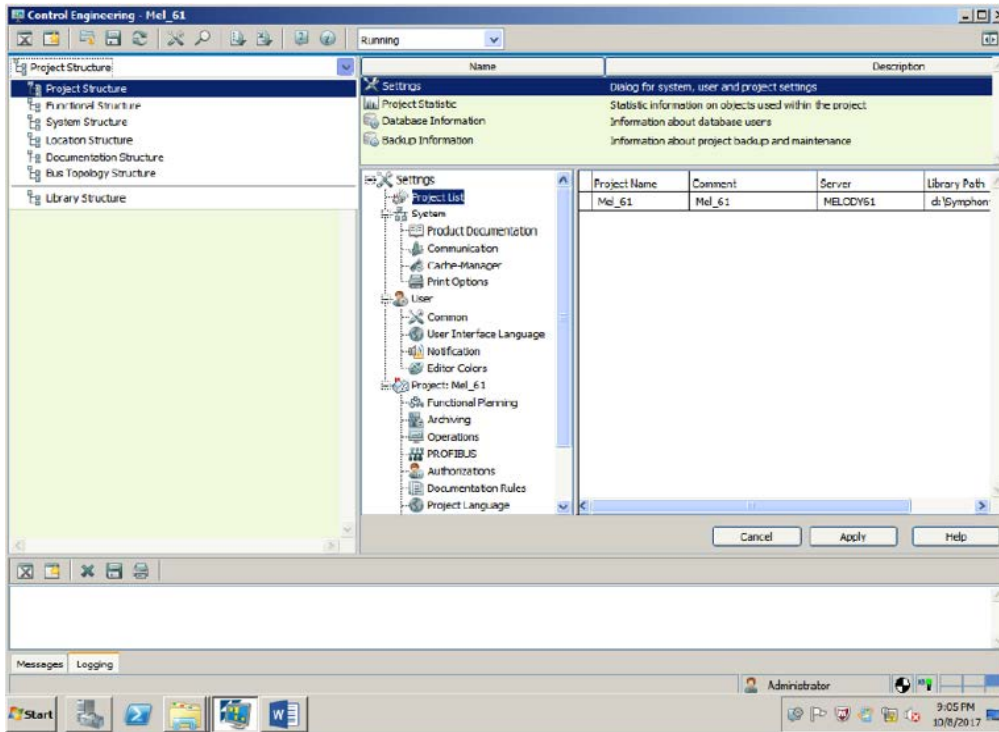 Control Engineering - Mel_61
Running
Project Structure
Project Structure
Functional Structure
System Structure
Location Structure
Documentation Structure
Bus Topology Structure
Library Structure
Name Description
Settings Dialog for system, user and project settings
Project Statistic Statistic information on objects used within the project
Database Information Information about database users
Backup Information Information about project backup and maintenance
Settings
Project List
System
Product Documentation
Communication
Cache-Manager
Print Options
User
Common
User Interface Language
Notification
Editor Colors
Project: Mel_61
Functional Planning
Archiving
Operations
PROFIBUS
Authorizations
Documentation Rules
Project Language
Project Name Comment Server Library Path
Mel_61 Mel_61 MELODY61 d:\Symphon
Cancel Apply Help
Messages Logging
Administrator
Start
9:05 PM
10/8/2017